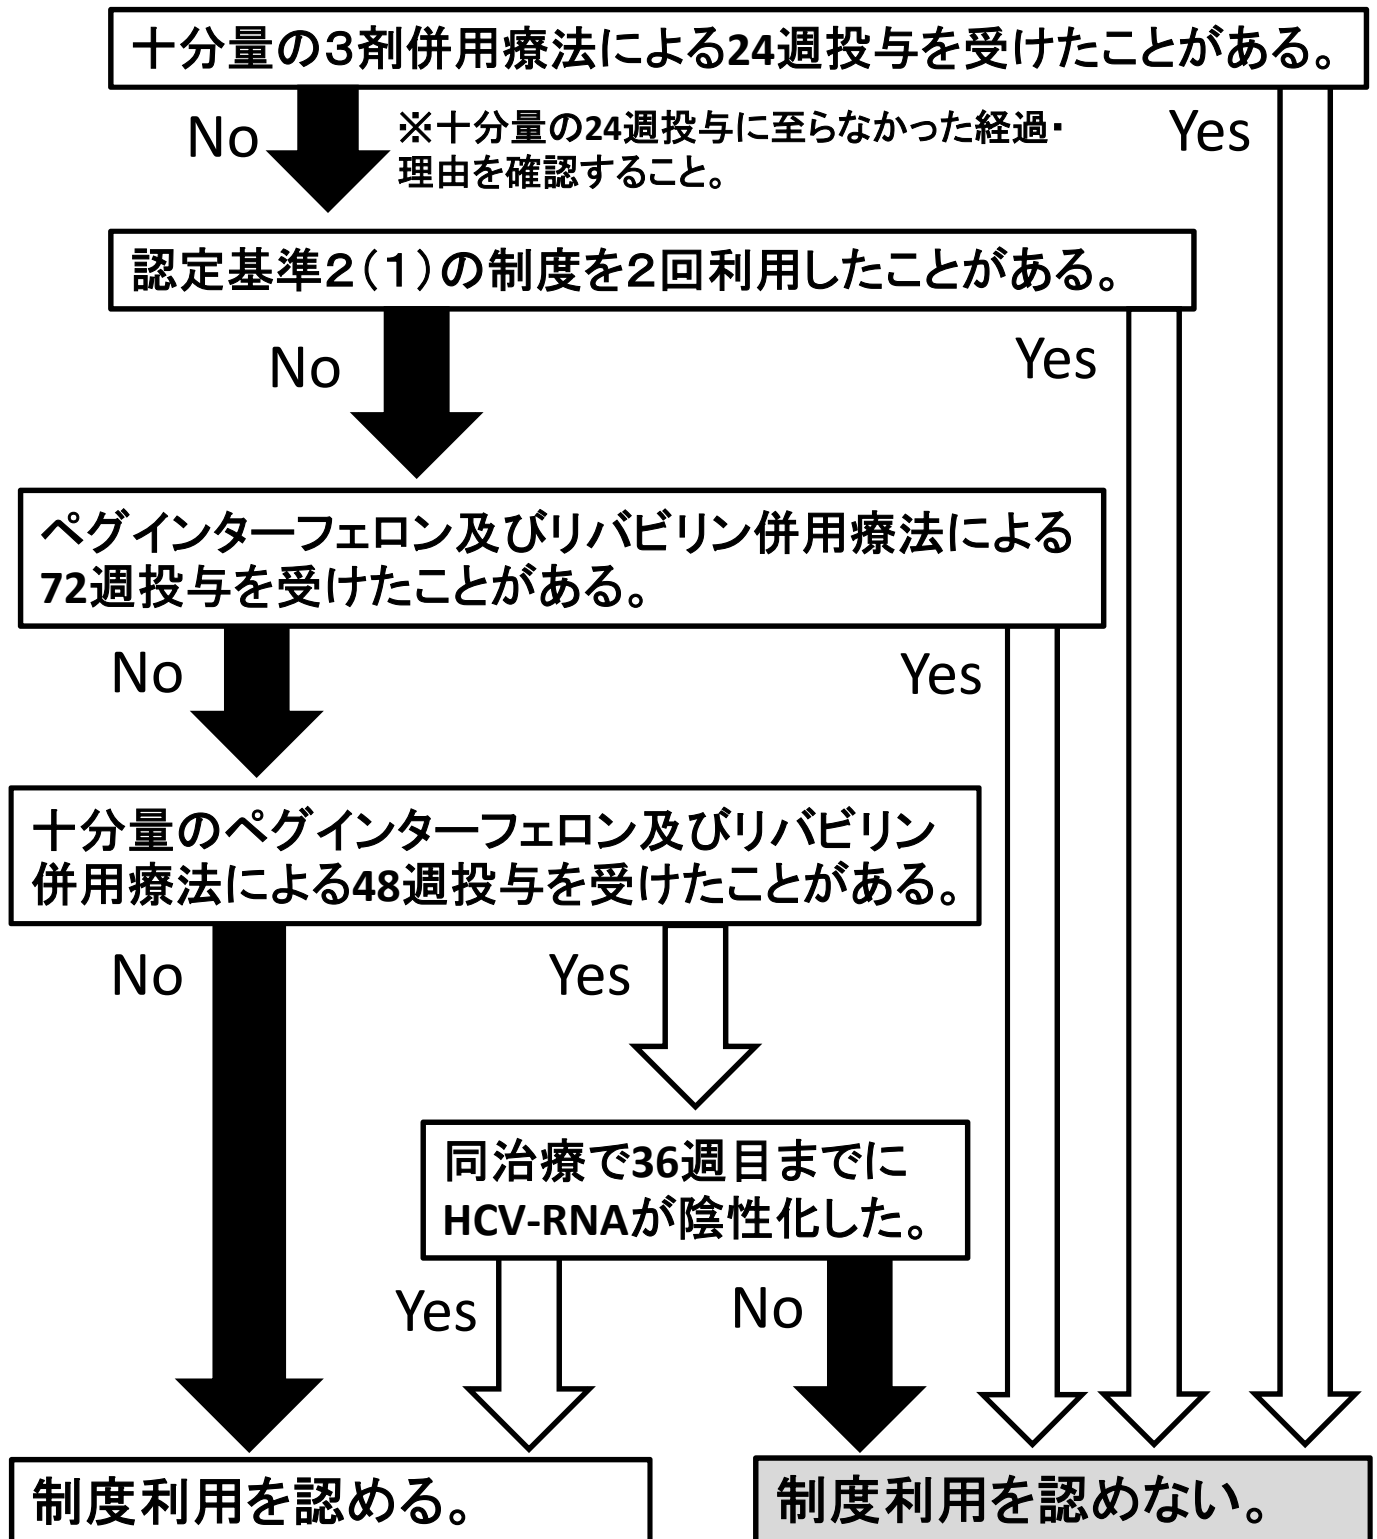 十分量の３剤併用療法による24週投与を受けたことがある。
No
※十分量の24週投与に至らなかった経過・
理由を確認すること。
Yes
認定基準２（１）の制度を２回利用したことがある。
No
Yes
ペグインターフェロン及びリバビリン併用療法による
72週投与を受けたことがある。
No
Yes
十分量のペグインターフェロン及びリバビリン
併用療法による48週投与を受けたことがある。
No
Yes
同治療で36週目までに
HCV-RNAが陰性化した。
Yes
No
制度利用を認める。
制度利用を認めない。